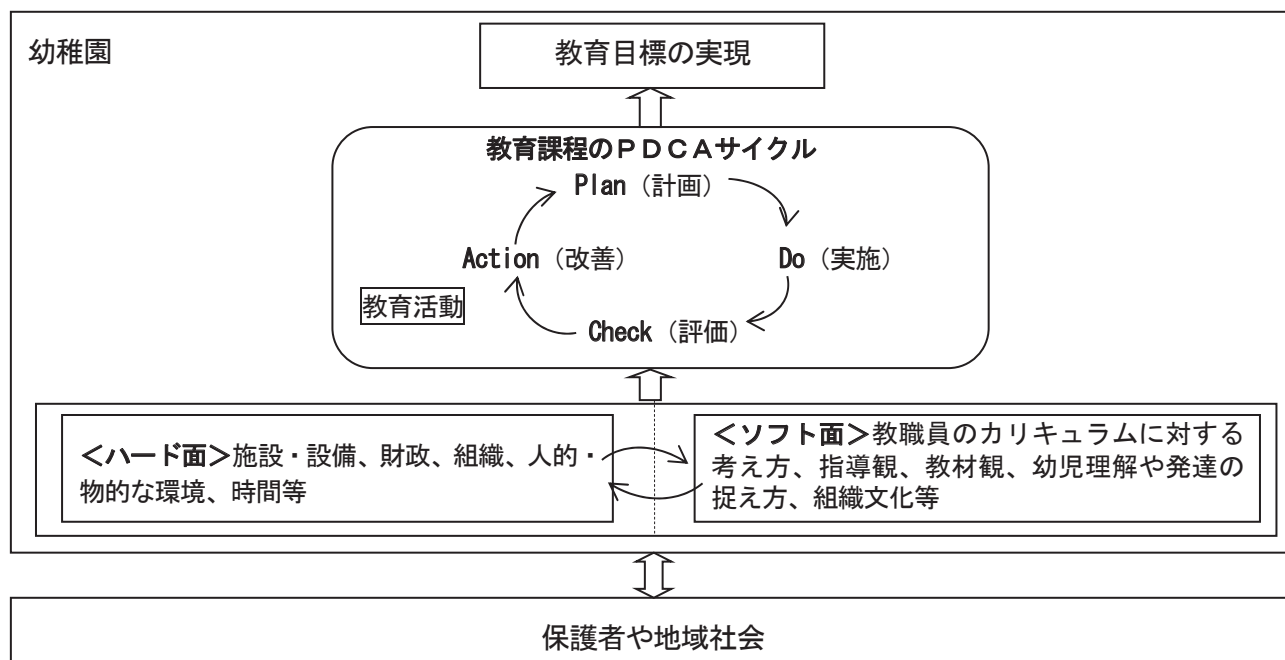 幼稚園
教育目標の実現
教育課程のPDCAサイクル
Plan（計画）
Action（改善）
Do（実施）
教育活動
Check（評価）
＜ハード面＞施設・設備、財政、組織、人的・
物的な環境、時間等
＜ソフト面＞教職員のカリキュラムに対する
考え方、指導観、教材観、幼児理解や発達の
捉え方、組織文化等
保護者や地域社会